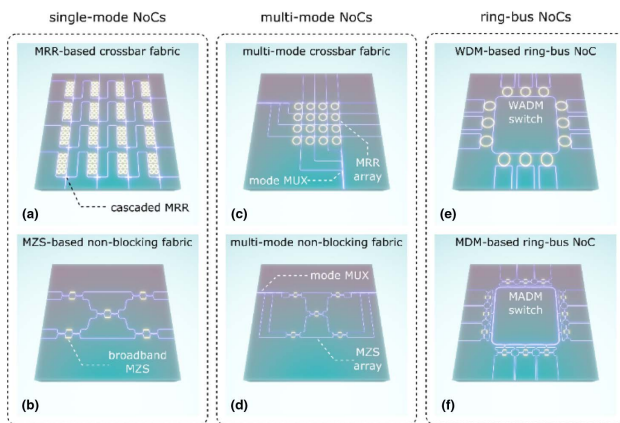 single-mode NoCs
multi-mode NoCs
ring-bus NoCs
MRR-based crossbar fabric
cascaded MRR
(a)
multi-mode crossbar fabric
MRR
array
mode MUX
(c)
WDM-based ring-bus NoC
WADM
switch
(e)
MZS-based non-blocking fabric
broadband
MZS
(b)
multi-mode non-blocking fabric
mode MUX
MZS
array
(d)
MDM-based ring-bus NoC
MADM
switch
(f)